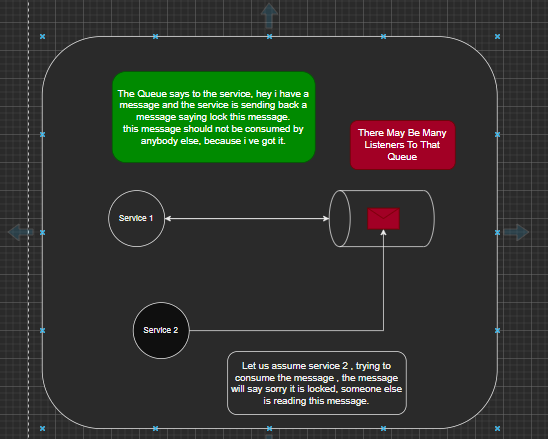 The Queue says to the service, hey i have a
message and the service is sending back a
message saying lock this message.
this message should not be consumed by
anybody else, because i ve got it.
There May Be Many
Listeners To That
Queue
Service 1
Service 2
Let us assume service 2 , trying to
consume the message , the message
will say sorry it is locked, someone else
is reading this message.